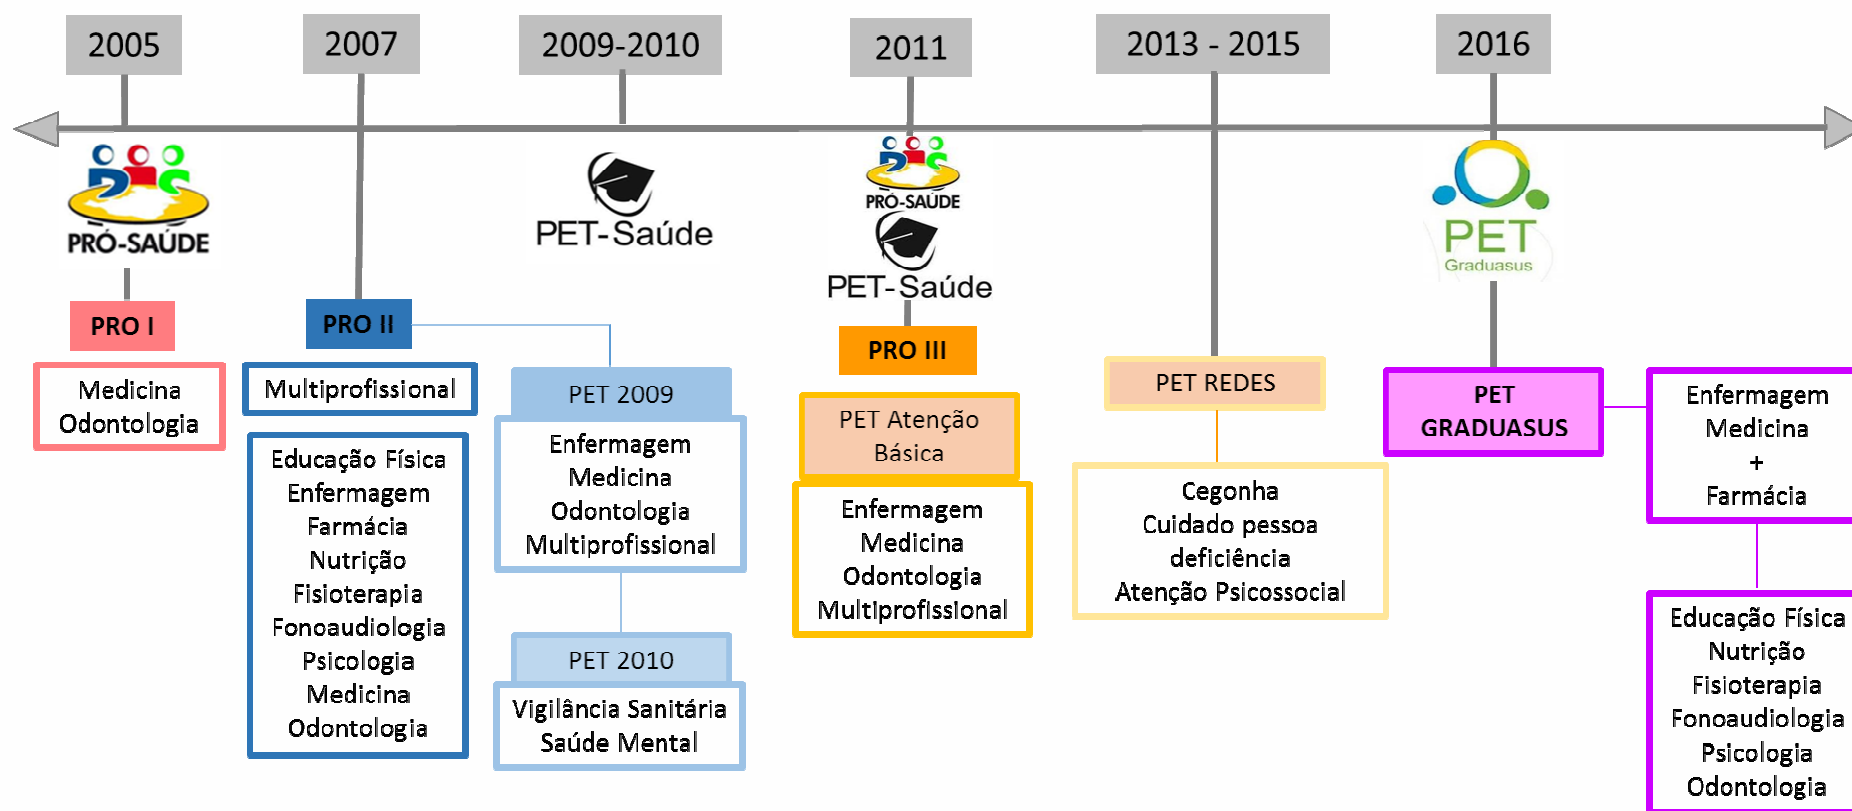 2005
2007
2009-2010
2011
2013 - 2015
2016
PRÓ-SAÚDE
PRO I
Medicina
Odontologia
PRO II
Multiprofissional
Educação Física
Enfermagem
Farmácia
Nutrição
Fisioterapia
Fonoaudiologia
Psicologia
Medicina
Odontologia
PET-Saúde
PET 2009
Enfermagem
Medicina
Odontologia
Multiprofissional
PET 2010
Vigilância Sanitária
Saúde Mental
PRÓ-SAÚDE
PET-Saúde
PRO III
PET Atenção
Básica
Enfermagem
Medicina
Odontologia
Multiprofissional
PET REDES
Cegonha
Cuidado pessoa
deficiência
Atenção Psicossocial
PET
Graduasus
PET
GRADUASUS
Enfermagem
Medicina
+
Farmácia
Educação Física
Nutrição
Fisioterapia
Fonoaudiologia
Psicologia
Odontologia